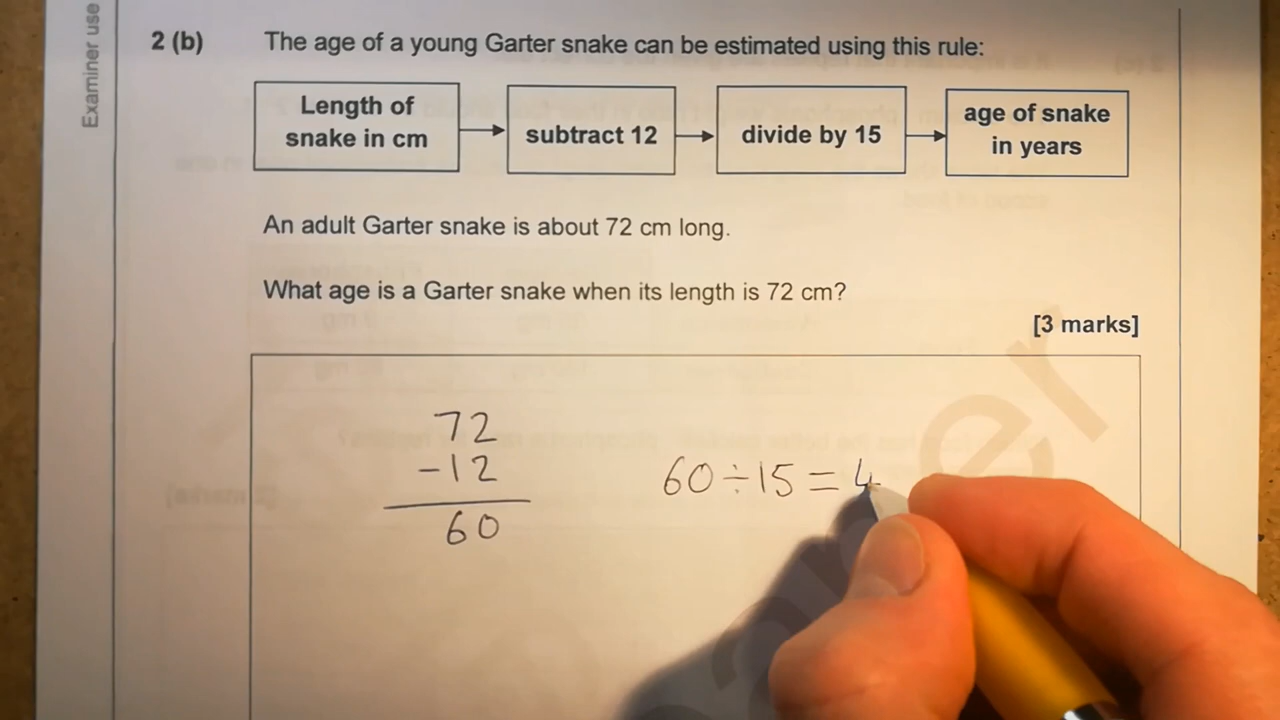 Examiner use
2 (b) The age of a young Garter snake can be estimated using this rule:
Length of
snake in cm
subtract 12
divide by 15
age of snake
in years
An adult Garter snake is about 72 cm long.
What age is a Garter snake when its length is 72 cm?
[3 marks]
72
-12
60
60÷15=4